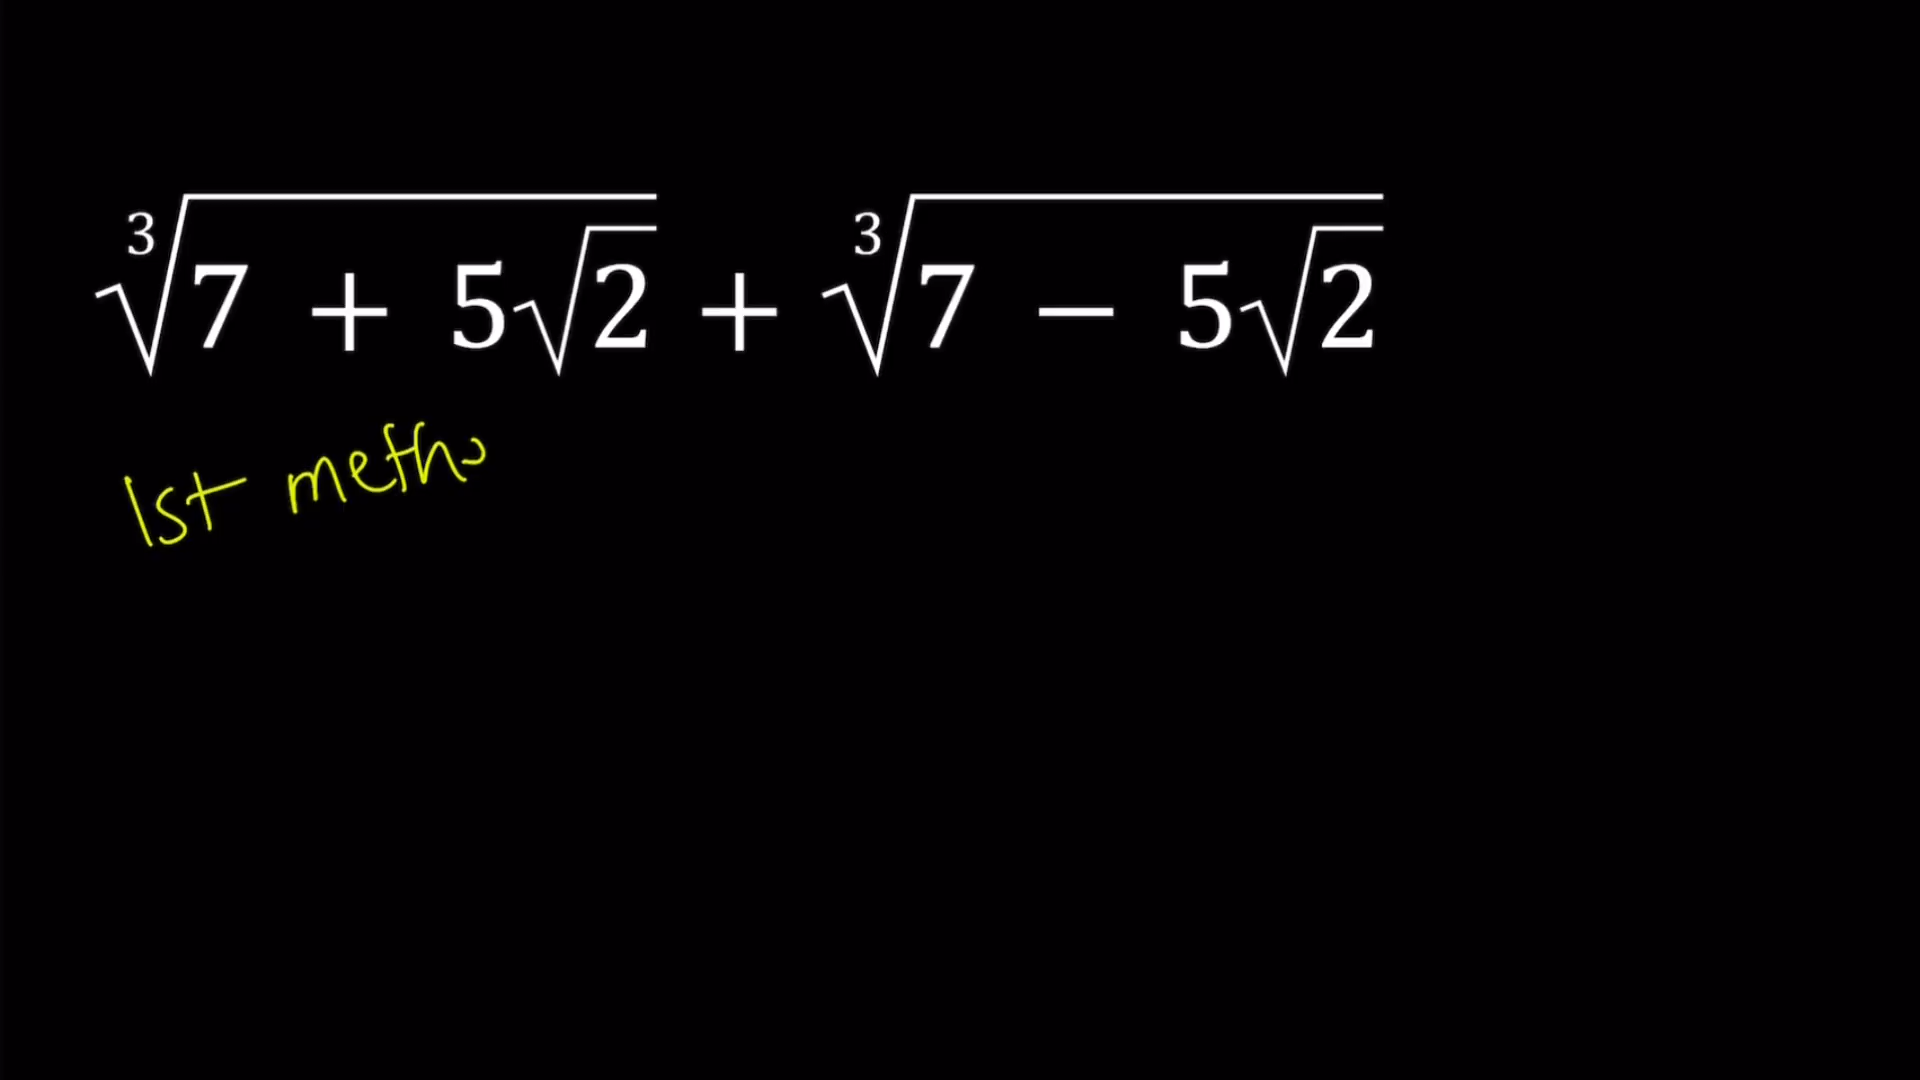 ∛(7 + 5√2) + ∛(7 − 5√2)
1st metho